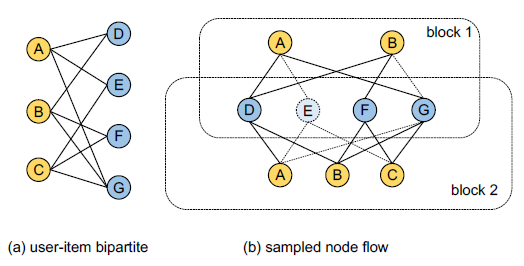 A
B
C
D
E
F
G
(a) user-item bipartite
block 1
A B
D E F G
A B C
block 2
(b) sampled node flow